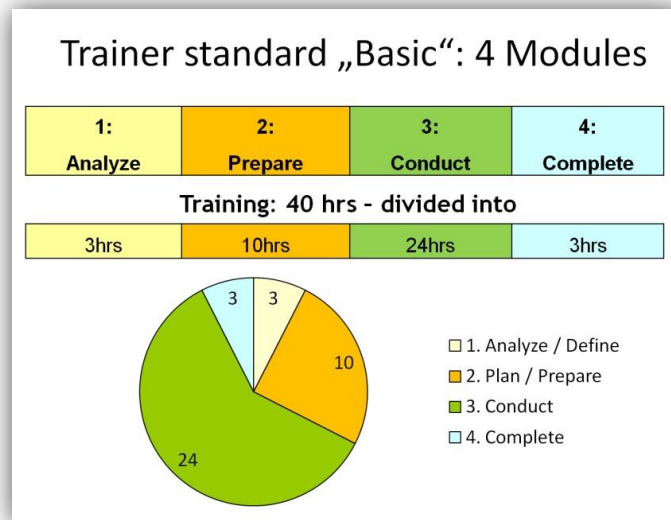 Trainer standard „Basic“: 4 Modules
1: 2: 3: 4:
Analyze Prepare Conduct Complete
Training: 40 hrs – divided into
3hrs 10hrs 24hrs 3hrs
3 3
10
24
1. Analyze / Define
2. Plan / Prepare
3. Conduct
4. Complete